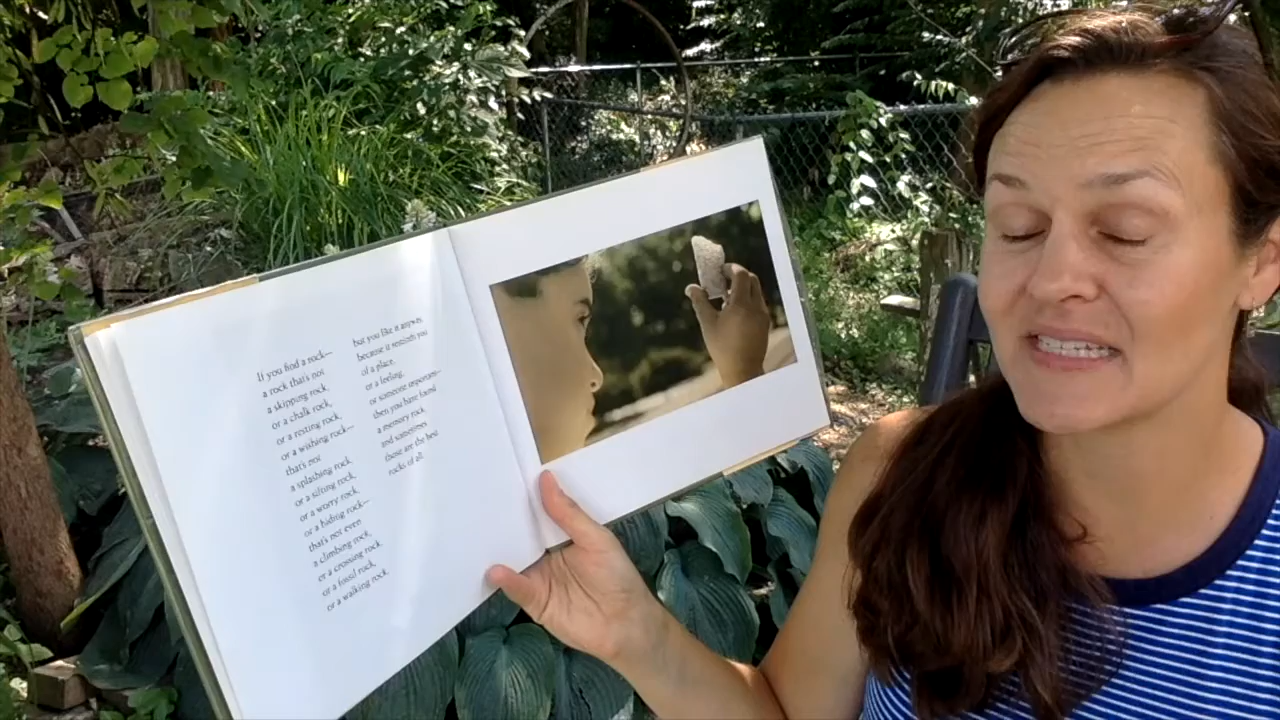 If you find a rock—
a rock that's not
a skipping rock,
or a chalk rock,
or a resting rock,
or a wishing rock—
that's not
a splashing rock,
or a sifting rock,
or a worry rock,
or a hiding rock—
that's not even
a climbing rock,
or a crossing rock,
or a fossil rock,
or a walking rock,
but you like it anyway,
because it reminds you
of a place,
or a feeling,
or someone important—
then you have found
a memory rock
and sometimes
those are the best
rocks of all.